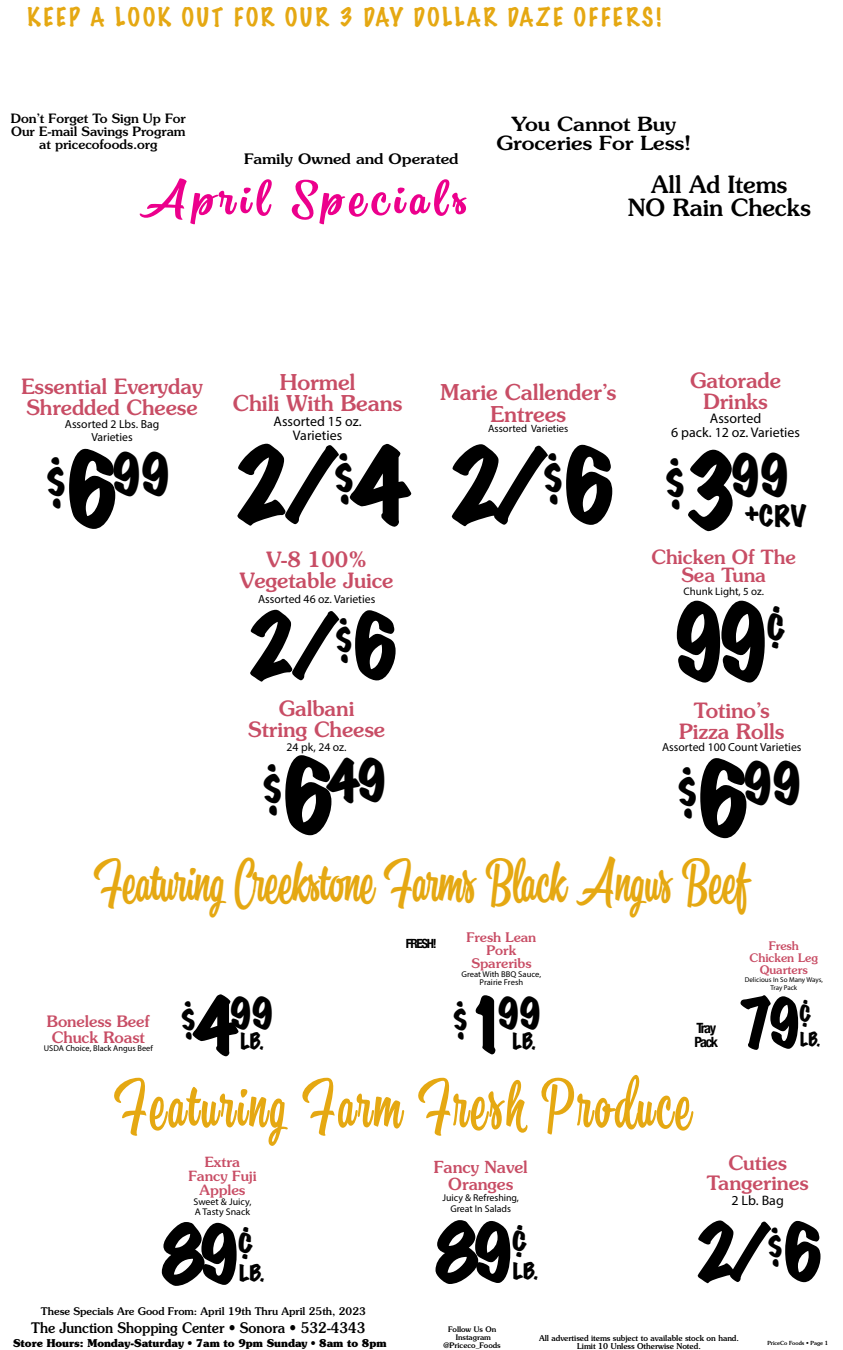 KEEP A LOOK OUT FOR OUR 3 DAY DOLLAR DAZE OFFERS!
Don't Forget To Sign Up For
Our E-mail Savings Program
at pricecofoods.org
You Cannot Buy
Groceries For Less!
Family Owned and Operated
April Specials
All Ad Items
NO Rain Checks
Essential Everyday
Shredded Cheese
Assorted 2 Lbs. Bag
Varieties
$6.99
Hormel
Chili With Beans
Assorted 15 oz.
Varieties
2/$4
Marie Callender's
Entrees
Assorted Varieties
2/$6
Gatorade
Drinks
Assorted
6 pack. 12 oz. Varieties
$3.99
+CRV
V-8 100%
Vegetable Juice
Assorted 46 oz. Varieties
2/$6
Chicken Of The
Sea Tuna
Chunk Light, 5 oz.
99¢
Galbani
String Cheese
24 pk, 24 oz.
$6.49
Totino's
Pizza Rolls
Assorted 100 Count Varieties
$6.99
Featuring Creekstone Farms Black Angus Beef
Boneless Beef
Chuck Roast
USDA Choice, Black Angus Beef
$4.99
LB.
FRESH!
Fresh Lean
Pork
Spareribs
Great With BBQ Sauce,
Prairie Fresh
$1.99
LB.
Fresh
Chicken Leg
Quarters
Delicious In So Many Ways,
Tray Pack
Tray
Pack
79¢
LB.
Featuring Farm Fresh Produce
Extra
Fancy Fuji
Apples
Sweet & Juicy,
A Tasty Snack
89¢
LB.
Fancy Navel
Oranges
Juicy & Refreshing,
Great In Salads
89¢
LB.
Cuties
Tangerines
2 Lb. Bag
2/$6
These Specials Are Good From: April 19th Thru April 25th, 2023
The Junction Shopping Center • Sonora • 532-4343
Store Hours: Monday-Saturday • 7am to 9pm Sunday • 8am to 8pm
Follow Us On
Instagram
@Priceco_Foods
All advertised items subject to available stock on hand.
Limit 10 Unless Otherwise Noted.
PriceCo Foods • Page 1